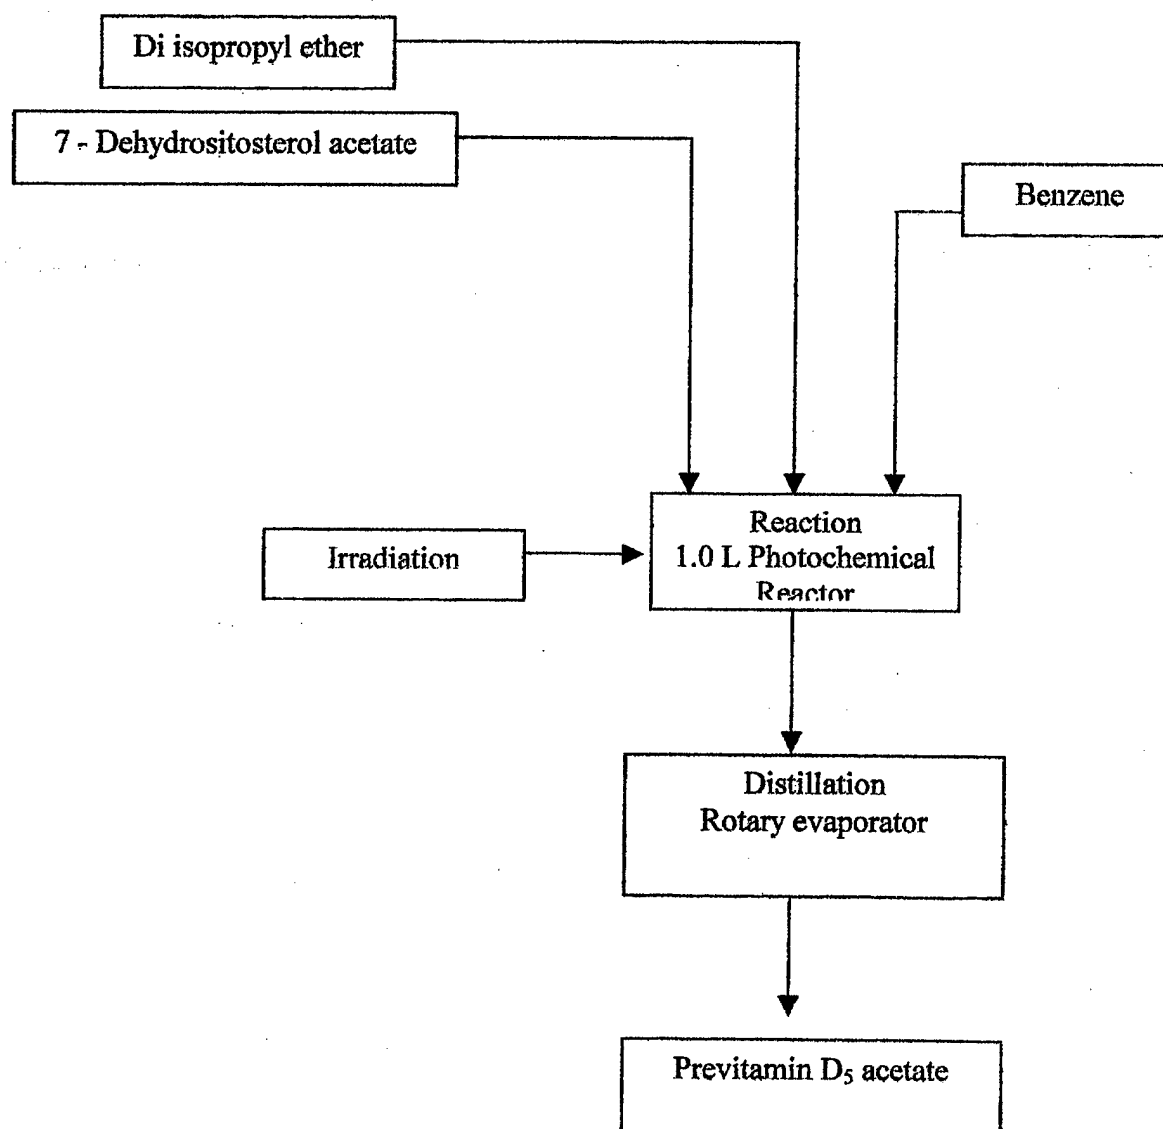 Di isopropyl ether
7 - Dehydrositosterol acetate
Benzene
Reaction
1.0 L Photochemical
Reactor
Irradiation
Distillation
Rotary evaporator
Previtamin D₅ acetate